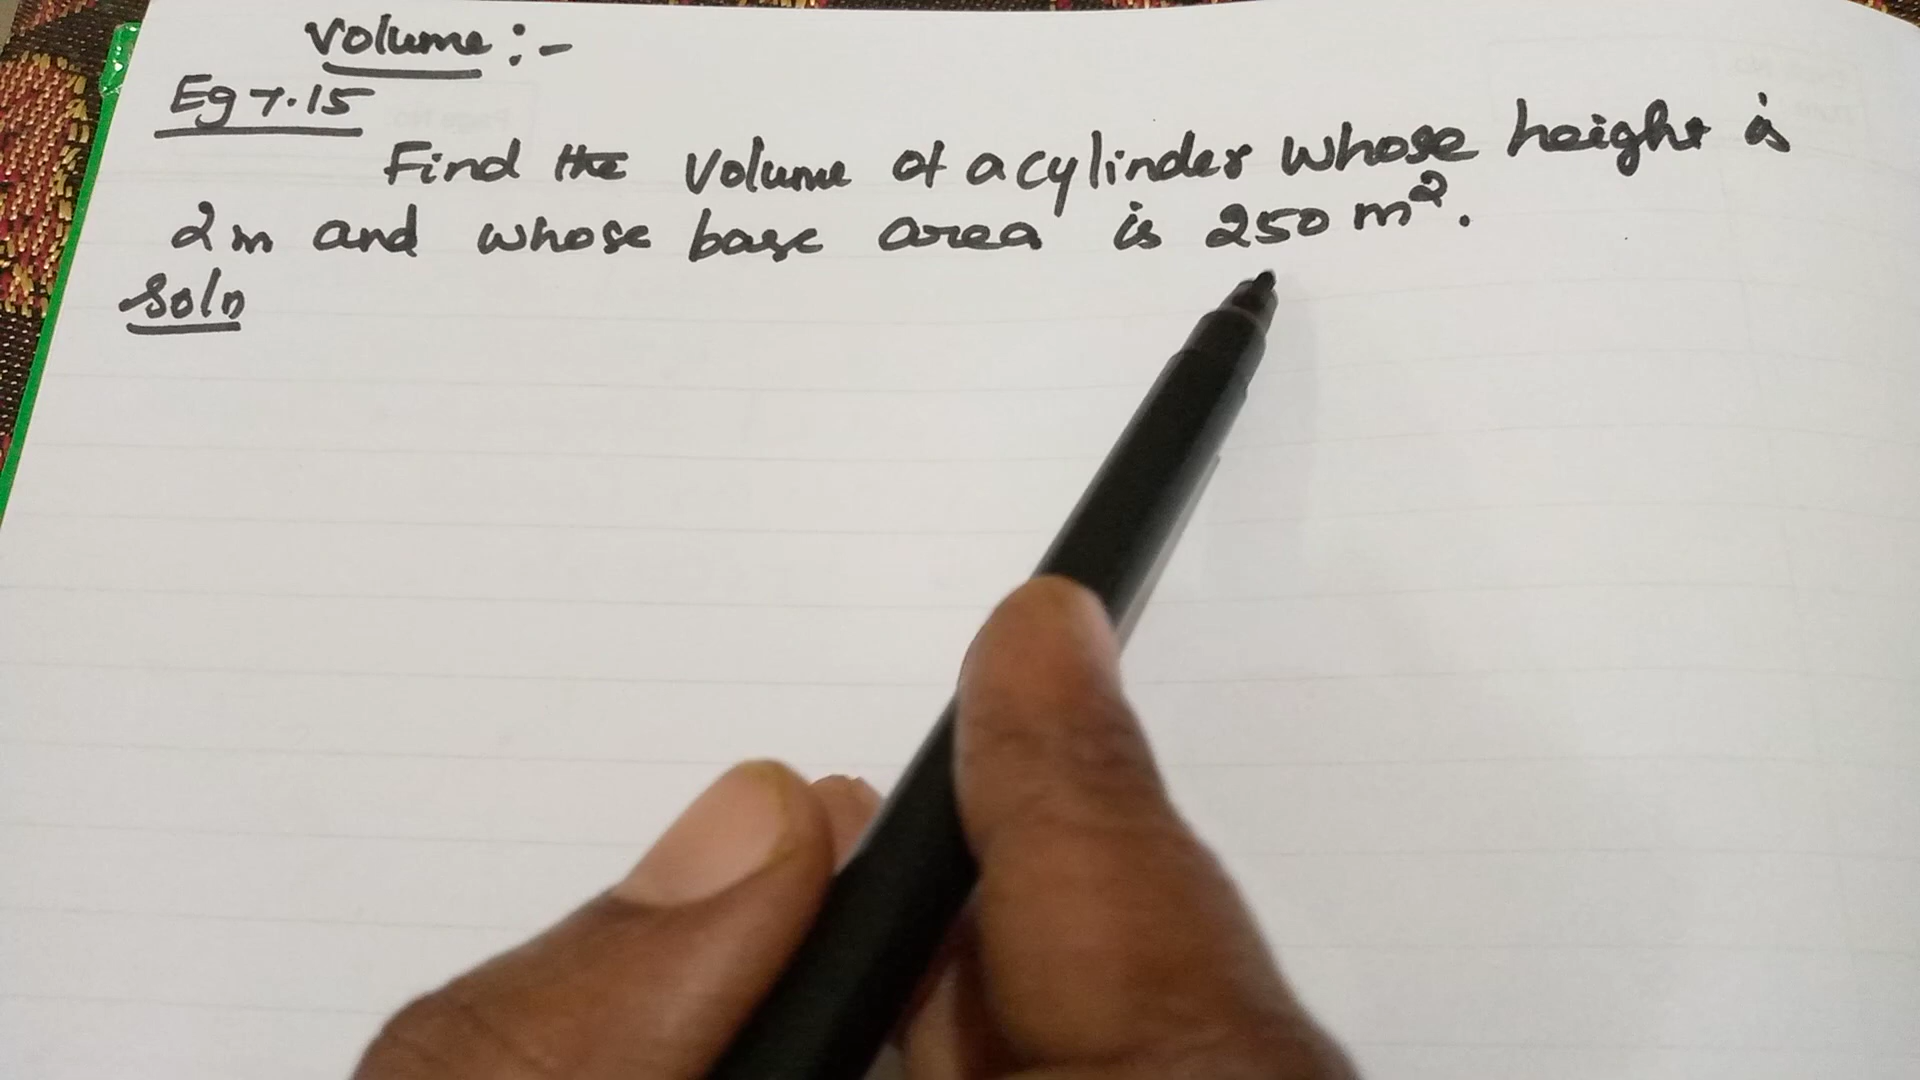 Volume :-
Eg 7.15
Find the volume of a cylinder whose height is
2m and whose base area is 250 m².
Soln